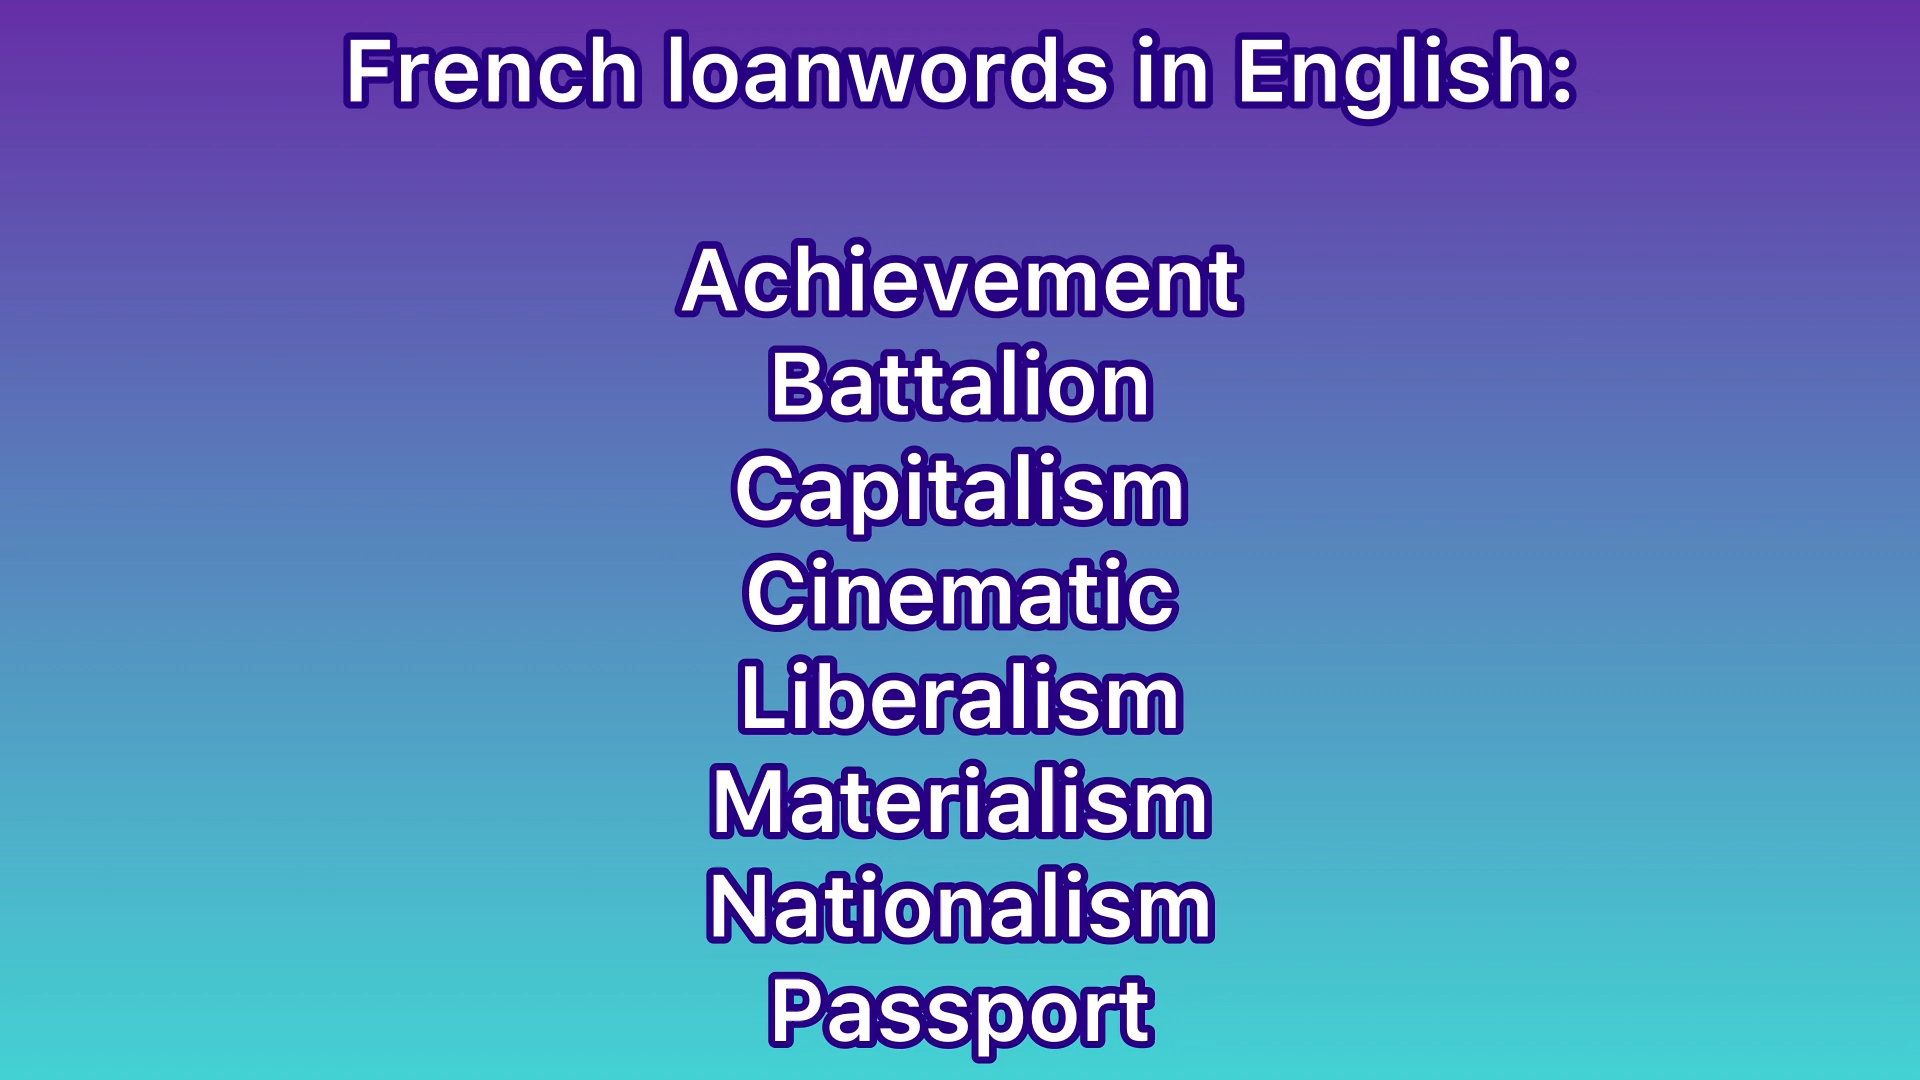 French loanwords in English:
Achievement
Battalion
Capitalism
Cinematic
Liberalism
Materialism
Nationalism
Passport